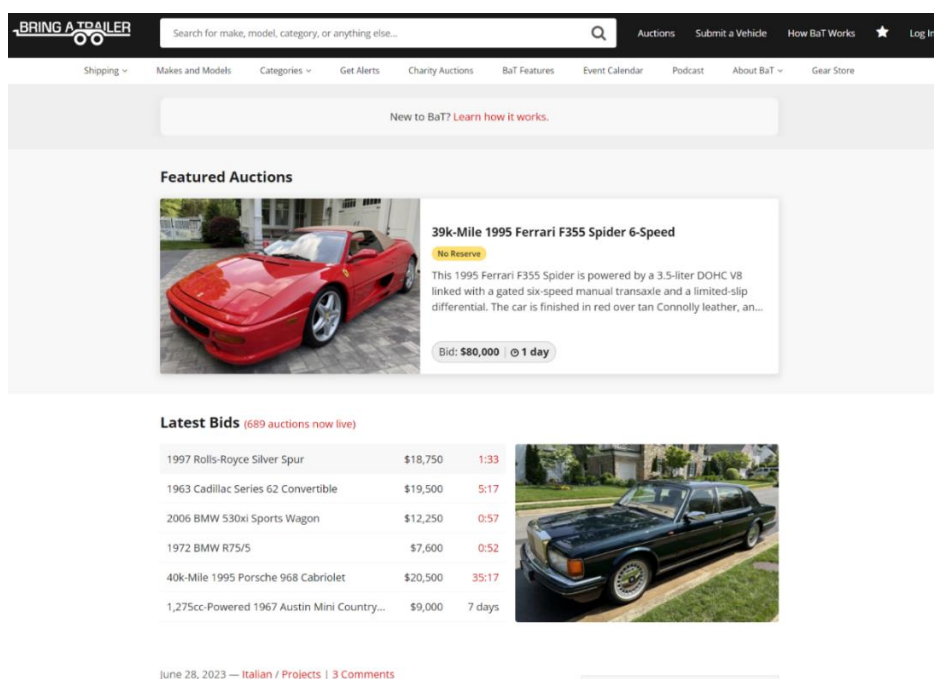 BRING A TRAILER
Search for make, model, category, or anything else...
Auctions Submit a Vehicle How BaT Works Log In
Shipping Makes and Models Categories Get Alerts Charity Auctions BaT Features Event Calendar Podcast About BaT Gear Store
New to BaT? Learn how it works.
Featured Auctions
39k-Mile 1995 Ferrari F355 Spider 6-Speed
No Reserve
This 1995 Ferrari F355 Spider is powered by a 3.5-liter DOHC V8
linked with a gated six-speed manual transaxle and a limited-slip
differential. The car is finished in red over tan Connolly leather, an...
Bid: $80,000 | 1 day
Latest Bids (689 auctions now live)
1997 Rolls-Royce Silver Spur $18,750 1:33
1963 Cadillac Series 62 Convertible $19,500 5:17
2006 BMW 530xi Sports Wagon $12,250 0:57
1972 BMW R75/5 $7,600 0:52
40k-Mile 1995 Porsche 968 Cabriolet $20,500 35:17
1,275cc-Powered 1967 Austin Mini Country... $9,000 7 days
June 28, 2023 — Italian / Projects | 3 Comments